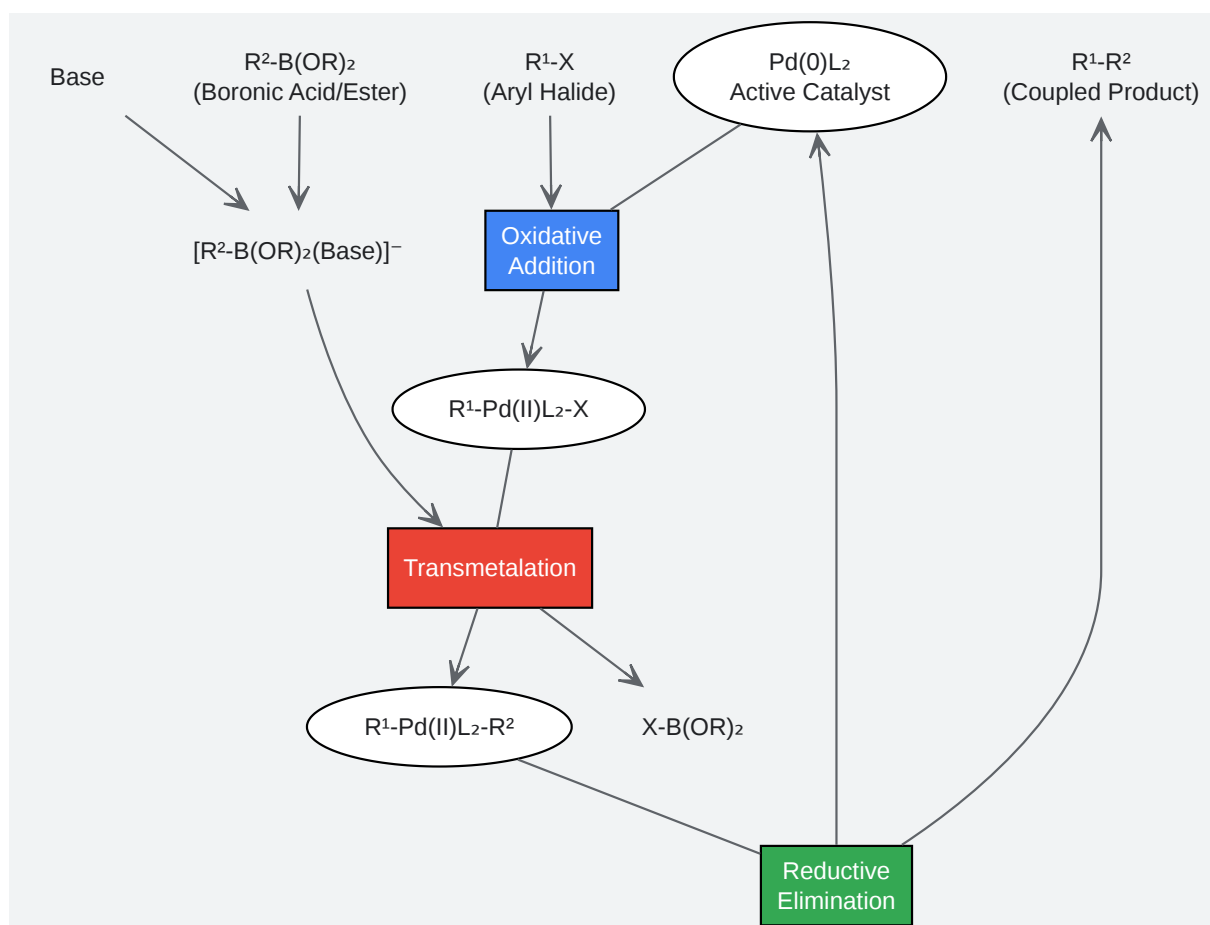 Base
R²-B(OR)₂
(Boronic Acid/Ester)
R¹-X
(Aryl Halide)
Pd(0)L₂
Active Catalyst
R¹-R²
(Coupled Product)
[R²-B(OR)₂(Base)]⁻
Oxidative
Addition
R¹-Pd(II)L₂-X
Transmetalation
R¹-Pd(II)L₂-R²
X-B(OR)₂
Reductive
Elimination